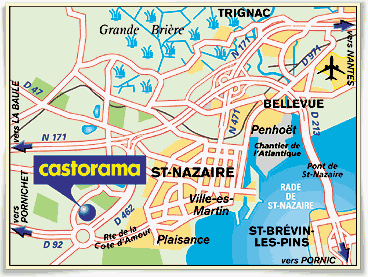 TRIGNAC
Grande Brière
N 171
D 971
vers NANTES
D 47
vers LA BAULE
BELLEVUE
N 471
D 213
Penhoët
Chantier de
l'Atlantique
N 171
castorama
ST-NAZAIRE
Pont de
St-Nazaire
RADE
DE
ST-NAZAIRE
Ville-ès-
Martin
vers
PORNICHET
D 462
Rte de la
Cote d'Amour
D 92
Plaisance
ST-BRÉVIN-
LES-PINS
vers PORNIC